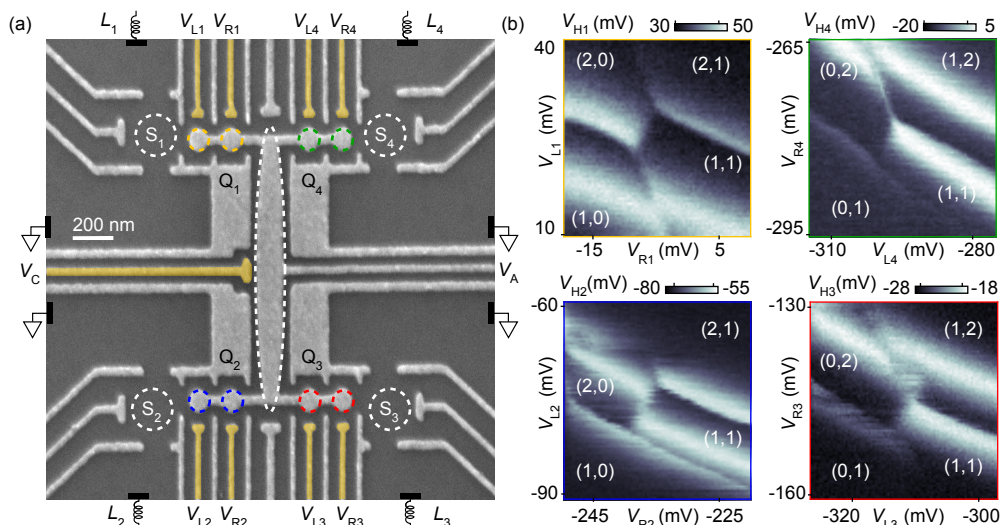 (a)
L1
VL1
VR1
VL4
VR4
L4
S1
S4
Q1
Q4
200 nm
VC
VA
Q2
Q3
S2
S3
L2
VL2
VR2
VL3
VR3
L3
(b)
VH1 (mV) 30 50
40
(2,0)
(2,1)
VL1 (mV)
(1,1)
(1,0)
10
-15 VR1 (mV) 5
VH4 (mV) -20 5
-265
(0,2)
(1,2)
VR4 (mV)
(0,1)
(1,1)
-295
-310 VL4 (mV) -280
VH2 (mV) -80 -55
-60
(2,1)
(2,0)
VL2 (mV)
(1,1)
(1,0)
-90
-245 VR2 (mV) -225
VH3 (mV) -28 -18
-130
(1,2)
(0,2)
VR3 (mV)
(1,1)
(0,1)
-160
-320 VL3 (mV) -300